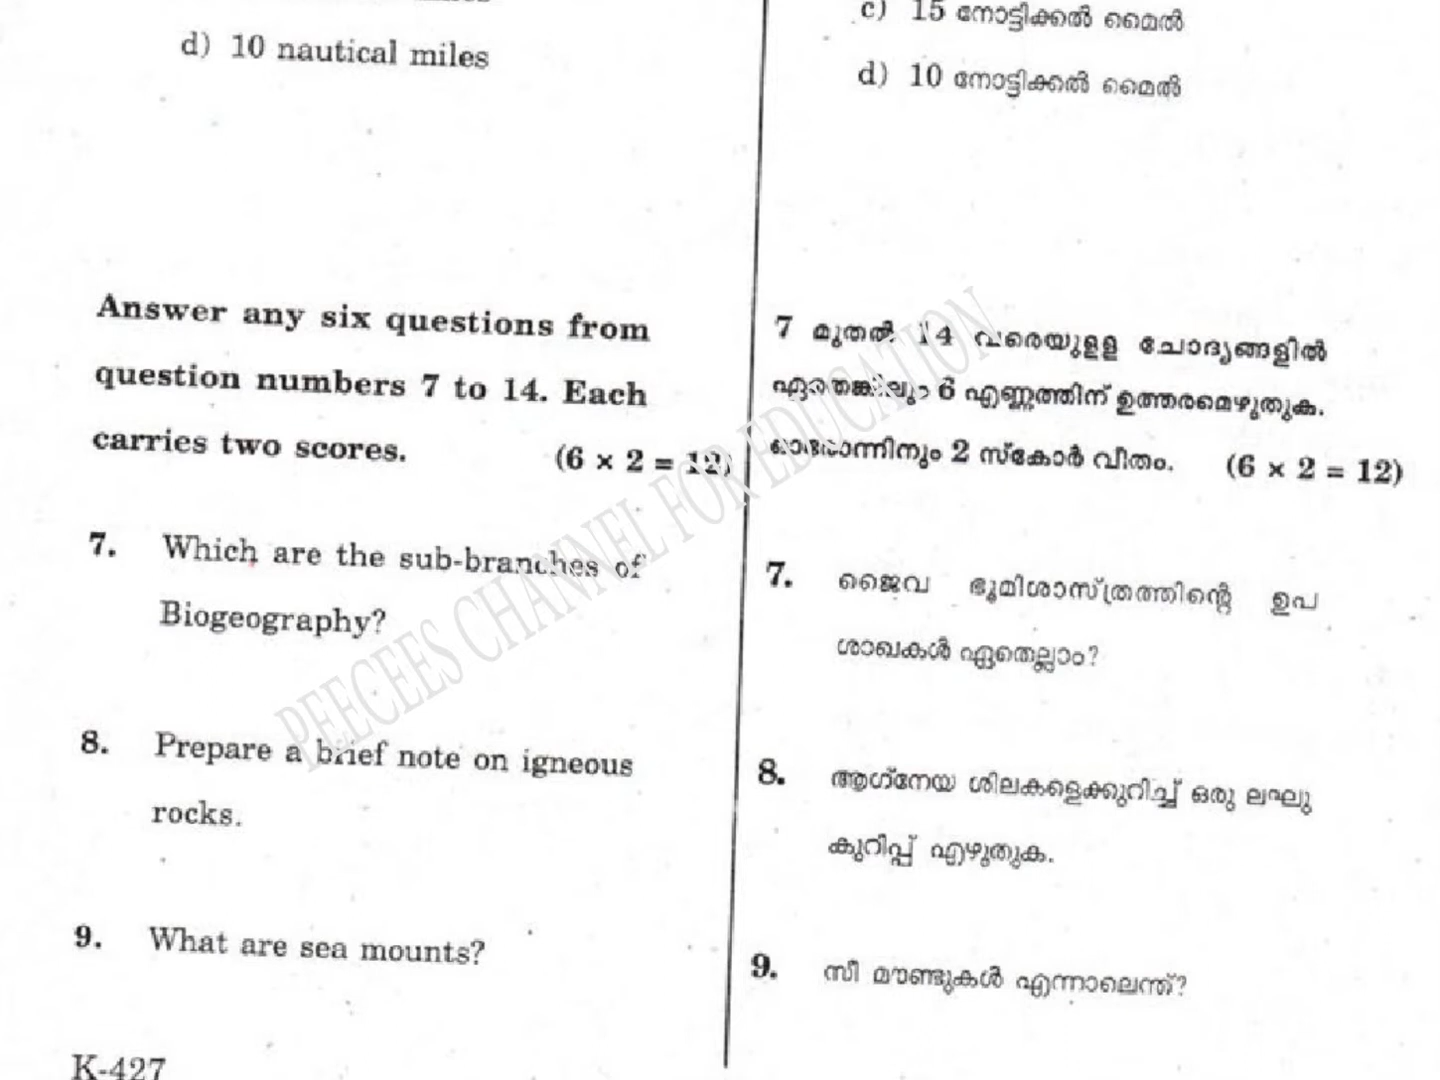 d) 10 nautical miles
Answer any six questions from
question numbers 7 to 14. Each
carries two scores. (6 × 2 = 12)
7. Which are the sub-branches of
Biogeography?
8. Prepare a brief note on igneous
rocks.
9. What are sea mounts?
K-427
c) 15 നോട്ടിക്കൽ മൈൽ
d) 10 നോട്ടിക്കൽ മൈൽ
7 മുതൽ 14 വരെയുള്ള ചോദ്യങ്ങളിൽ
ഏതെങ്കിലും 6 എണ്ണത്തിന് ഉത്തരമെഴുതുക.
ഓരോന്നിനും 2 സ്കോർ വീതം. (6 × 2 = 12)
7. ജൈവ ഭൂമിശാസ്ത്രത്തിന്റെ ഉപ
ശാഖകൾ ഏതെല്ലാം?
8. ആഗ്നേയ ശിലകളെക്കുറിച്ച് ഒരു ലഘു
കുറിപ്പ് എഴുതുക.
9. സീ മൗണ്ടുകൾ എന്നാലെന്ത്?
PEECEES CHANNEL FOR EDUCATION